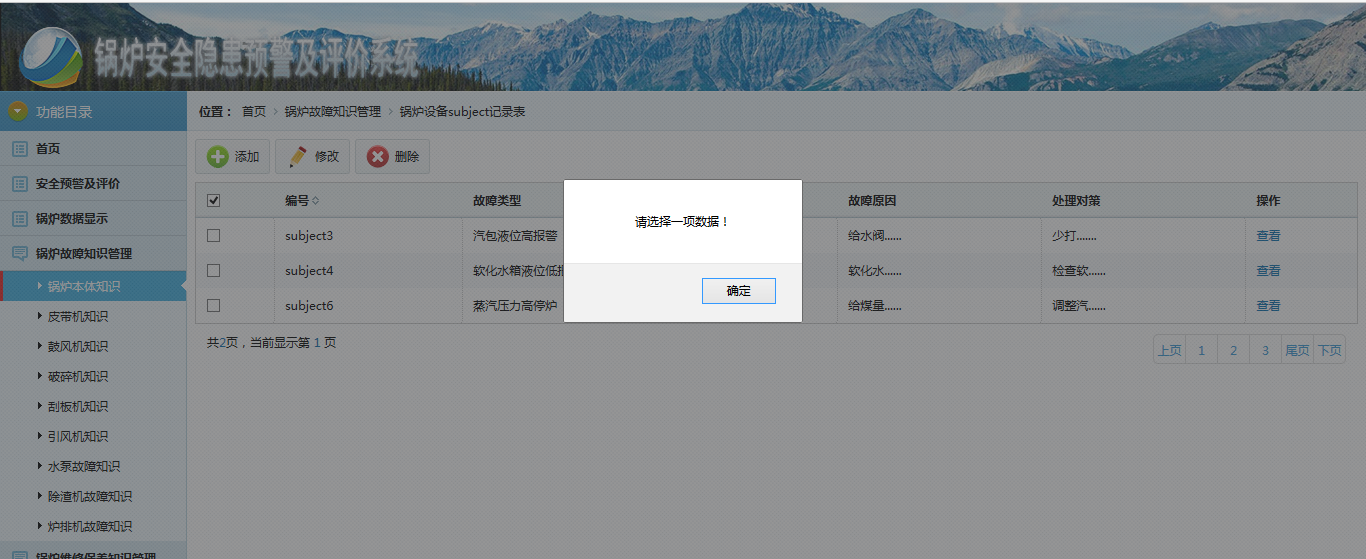 锅炉安全隐患预警及评价系统
功能目录
位置： 首页 > 锅炉故障知识管理 > 锅炉设备subject记录表
首页
安全预警及评价
锅炉数据显示
锅炉故障知识管理
锅炉本体知识
皮带机知识
鼓风机知识
破碎机知识
刮板机知识
引风机知识
水泵故障知识
除渣机故障知识
炉排机故障知识
锅炉维修保养知识管理
添加 修改 删除
编号 故障类型 故障原因 处理对策 操作
subject3 汽包液位高报警 给水阀...... 少打....... 查看
subject4 软化水箱液位低报 软化水...... 检查软...... 查看
subject6 蒸汽压力高停炉 给煤量...... 调整汽...... 查看
共2页，当前显示第 1 页
上页 1 2 3 尾页 下页
请选择一项数据！
确定